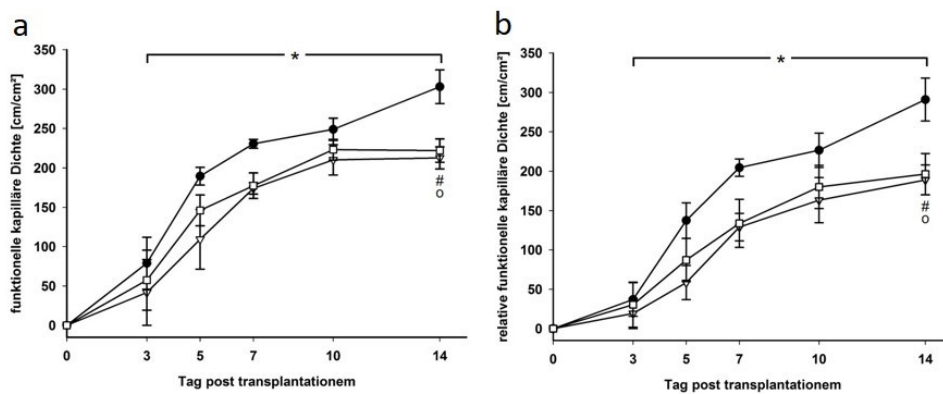 a
350
300
250
200
150
100
50
0
funktionelle kapilläre Dichte [cm/cm²]
*
#
o
0 3 5 7 10 14
Tag post transplantationem
b
350
300
250
200
150
100
50
0
relative funktionelle kapilläre Dichte [cm/cm²]
*
#
o
0 3 5 7 10 14
Tag post transplantationem